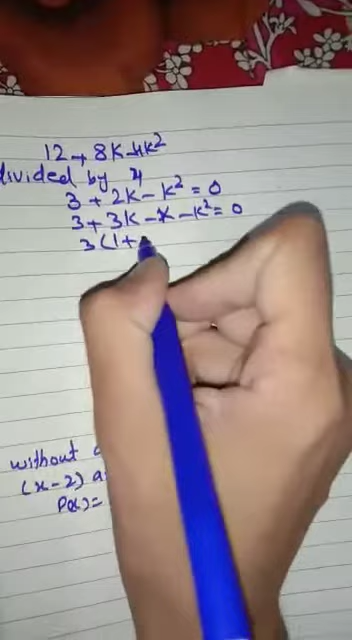 12 + 8K - 4K²
divided by 4
3 + 2K - K² = 0
3 + 3K - K - K² = 0
3(1+
without
(x-2) a
P(x) =